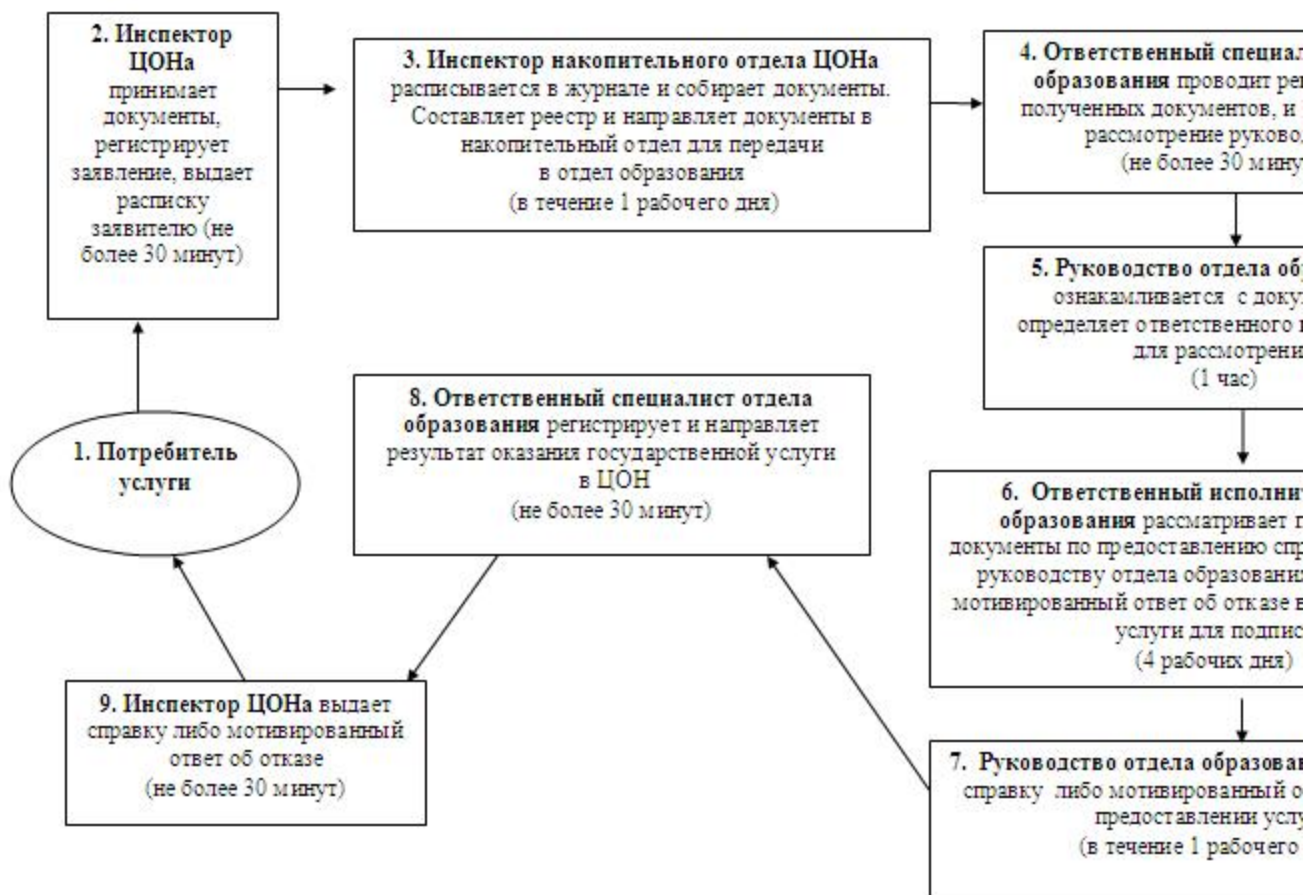 1. Потребитель
услуги
2. Инспектор
ЦОНа
принимает
документы,
регистрирует
заявление, выдает
расписку
заявителю (не
более 30 минут)
3. Инспектор накопительного отдела ЦОНа
расписывается в журнале и собирает документы.
Составляет реестр и направляет документы в
накопительный отдел для передачи
в отдел образования
(в течение 1 рабочего дня)
4. Ответственный специал
образования проводит ре
полученных документов, и
рассмотрение руково
(не более 30 мину
5. Руководство отдела об
ознакамливается с доку
определяет ответственного
для рассмотрени
(1 час)
6. Ответственный исполни
образования рассматривает п
документы по предоставлению спр
руководству отдела образовани
мотивированный ответ об отказе в
услуги для подпис
(4 рабочих дня)
7. Руководство отдела образова
справку либо мотивированный о
предоставлении услу
(в течение 1 рабочего
8. Ответственный специалист отдела
образования регистрирует и направляет
результат оказания государственной услуги
в ЦОН
(не более 30 минут)
9. Инспектор ЦОНа выдает
справку либо мотивированный
ответ об отказе
(не более 30 минут)